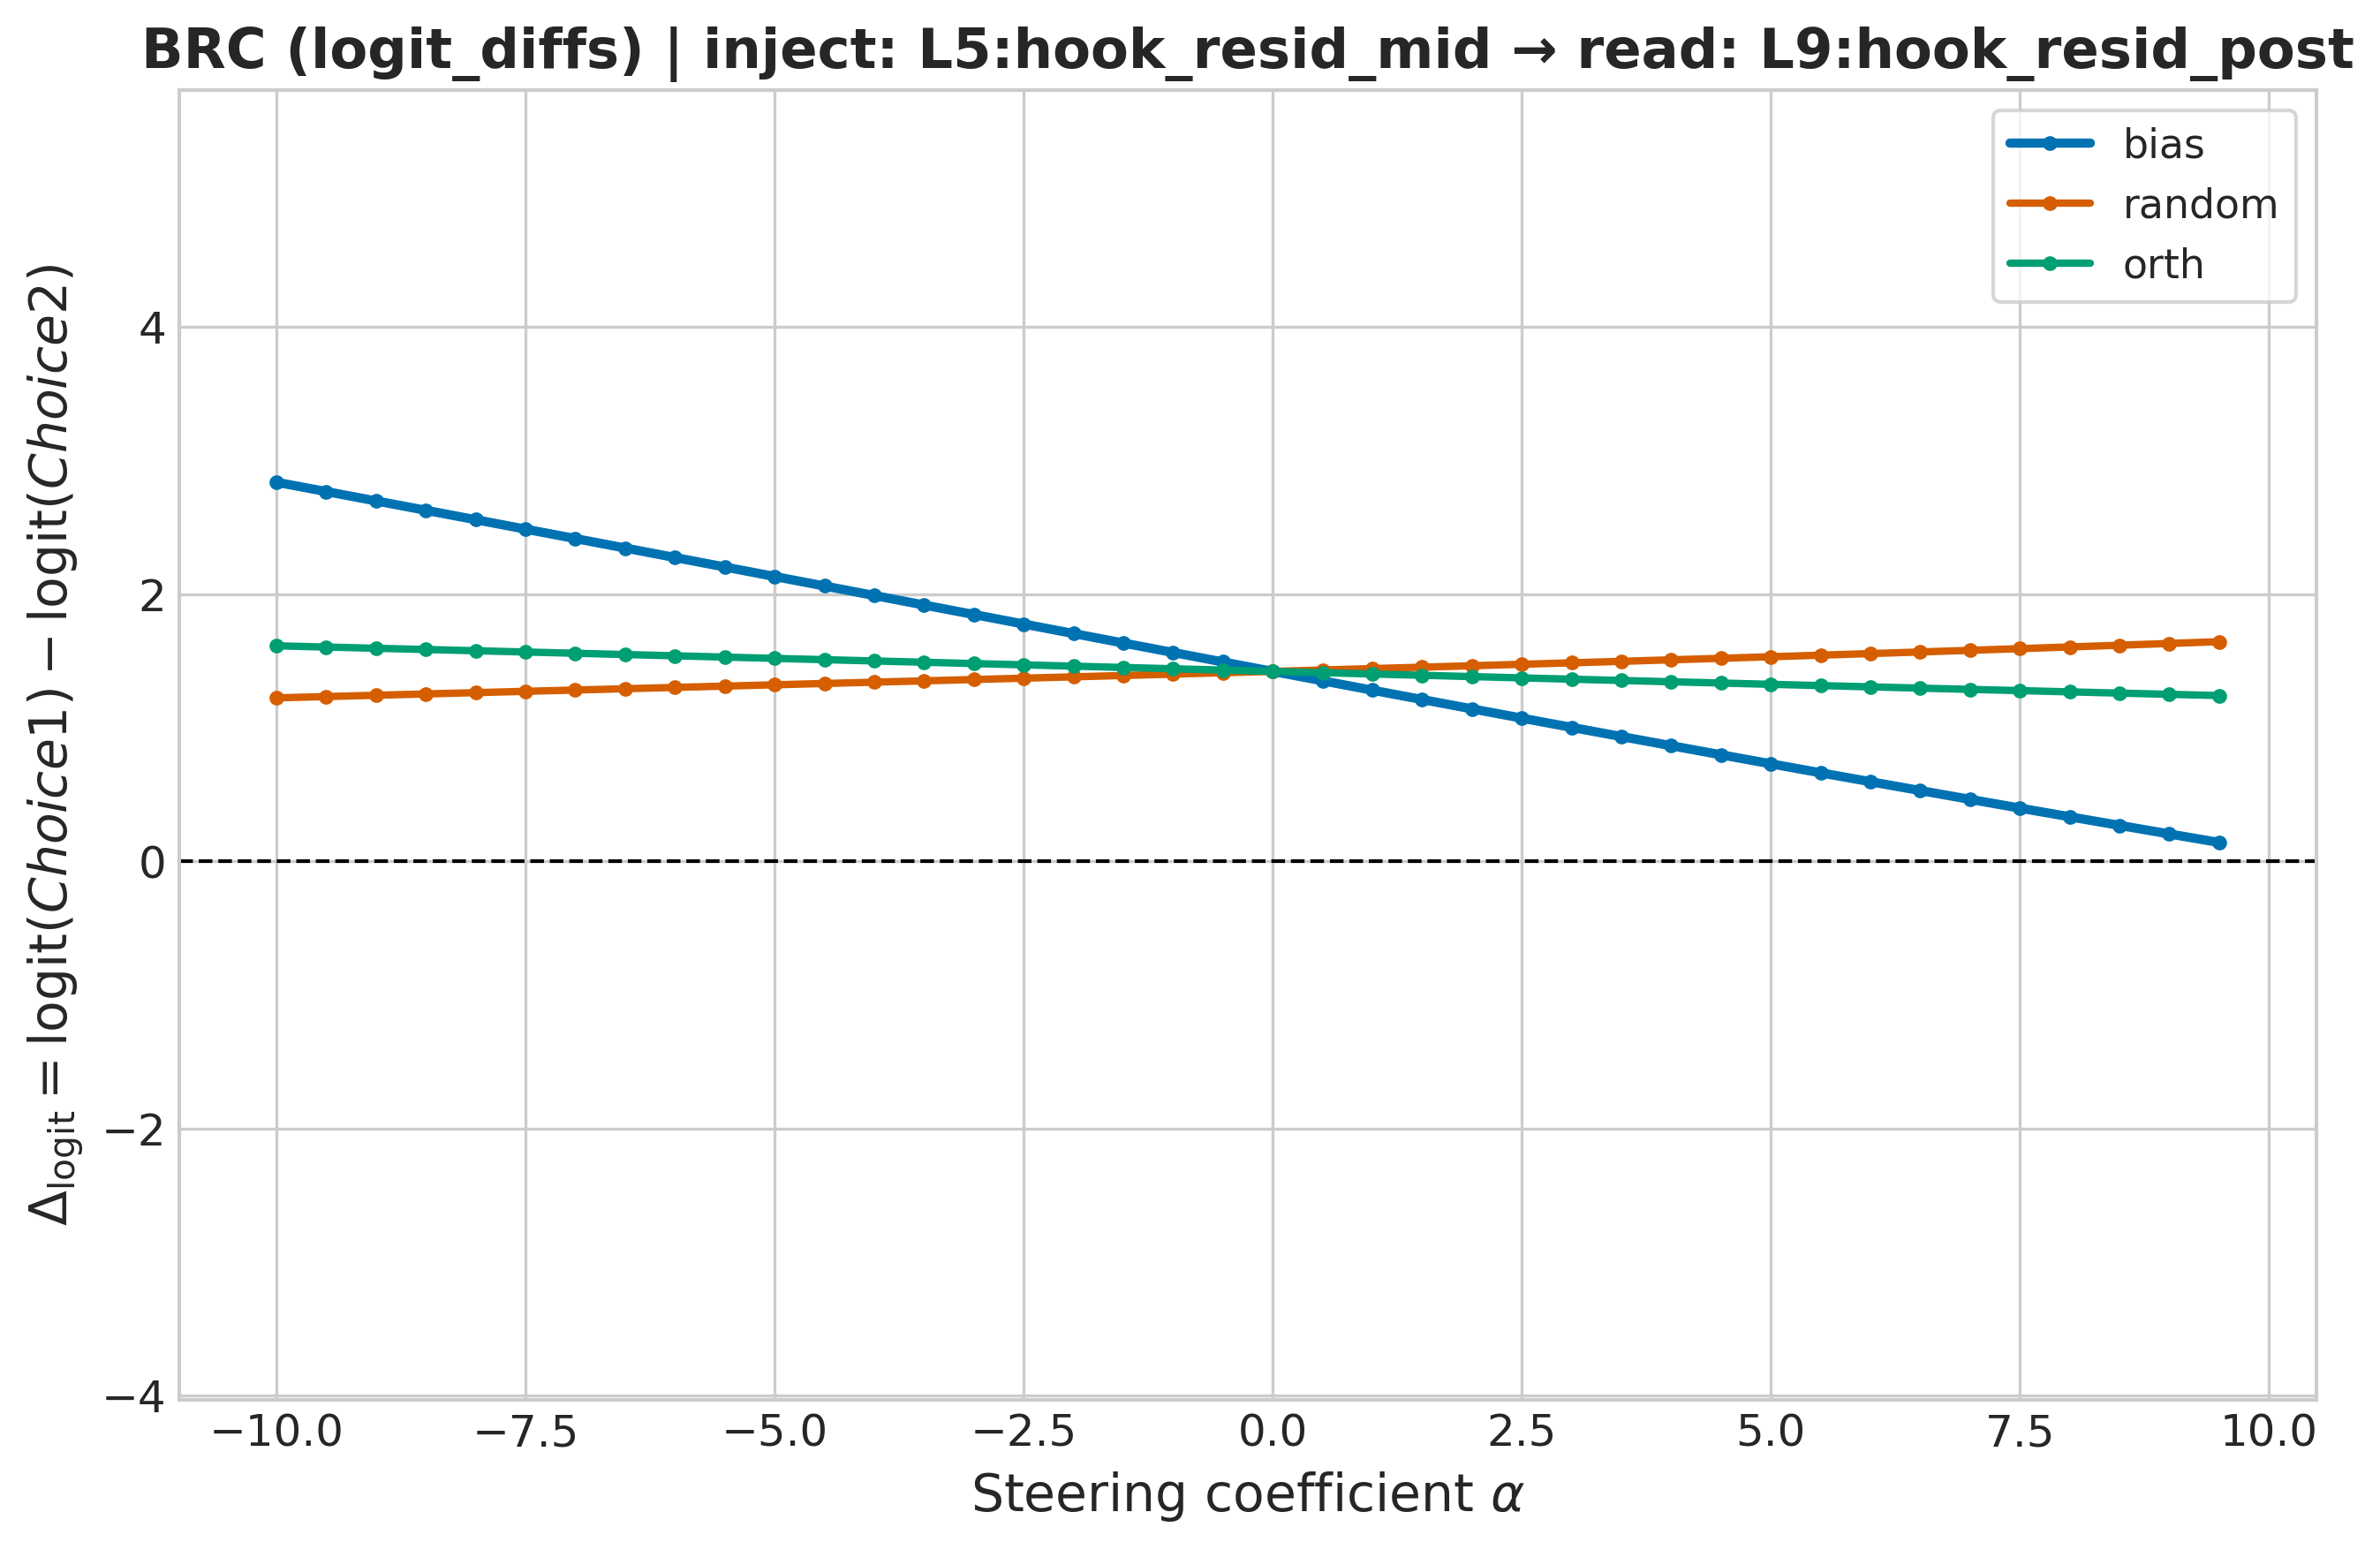 BRC (logit_diffs) | inject: L5:hook_resid_mid → read: L9:hook_resid_post
bias
random
orth
Δlogit = logit(Choice1) − logit(Choice2)
4
2
0
−2
−4
−10.0 −7.5 −5.0 −2.5 0.0 2.5 5.0 7.5 10.0
Steering coefficient α